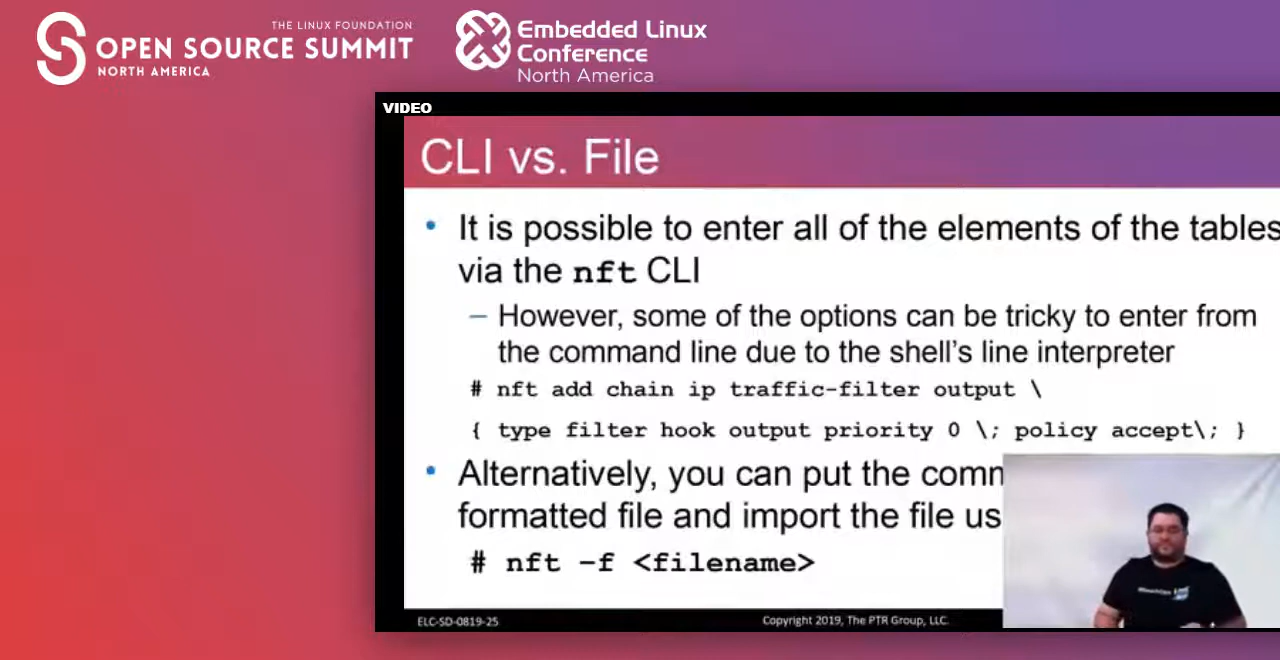 THE LINUX FOUNDATION
OPEN SOURCE SUMMIT
NORTH AMERICA
Embedded Linux
Conference
North America
VIDEO
CLI vs. File
• It is possible to enter all of the elements of the tables
via the nft CLI
– However, some of the options can be tricky to enter from
the command line due to the shell's line interpreter
# nft add chain ip traffic-filter output \
{ type filter hook output priority 0 \; policy accept\; }
• Alternatively, you can put the comm
formatted file and import the file us
# nft -f <filename>
ELC-SD-0819-25
Copyright 2019, The PTR Group, LLC.